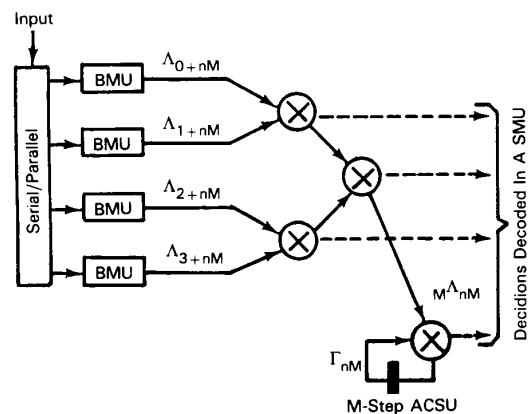 Input
Serial/Parallel
BMU
Λ0+nM
BMU
Λ1+nM
BMU
Λ2+nM
BMU
Λ3+nM
MΛnM
ΓnM
M-Step ACSU
Decidions Decoded In A SMU